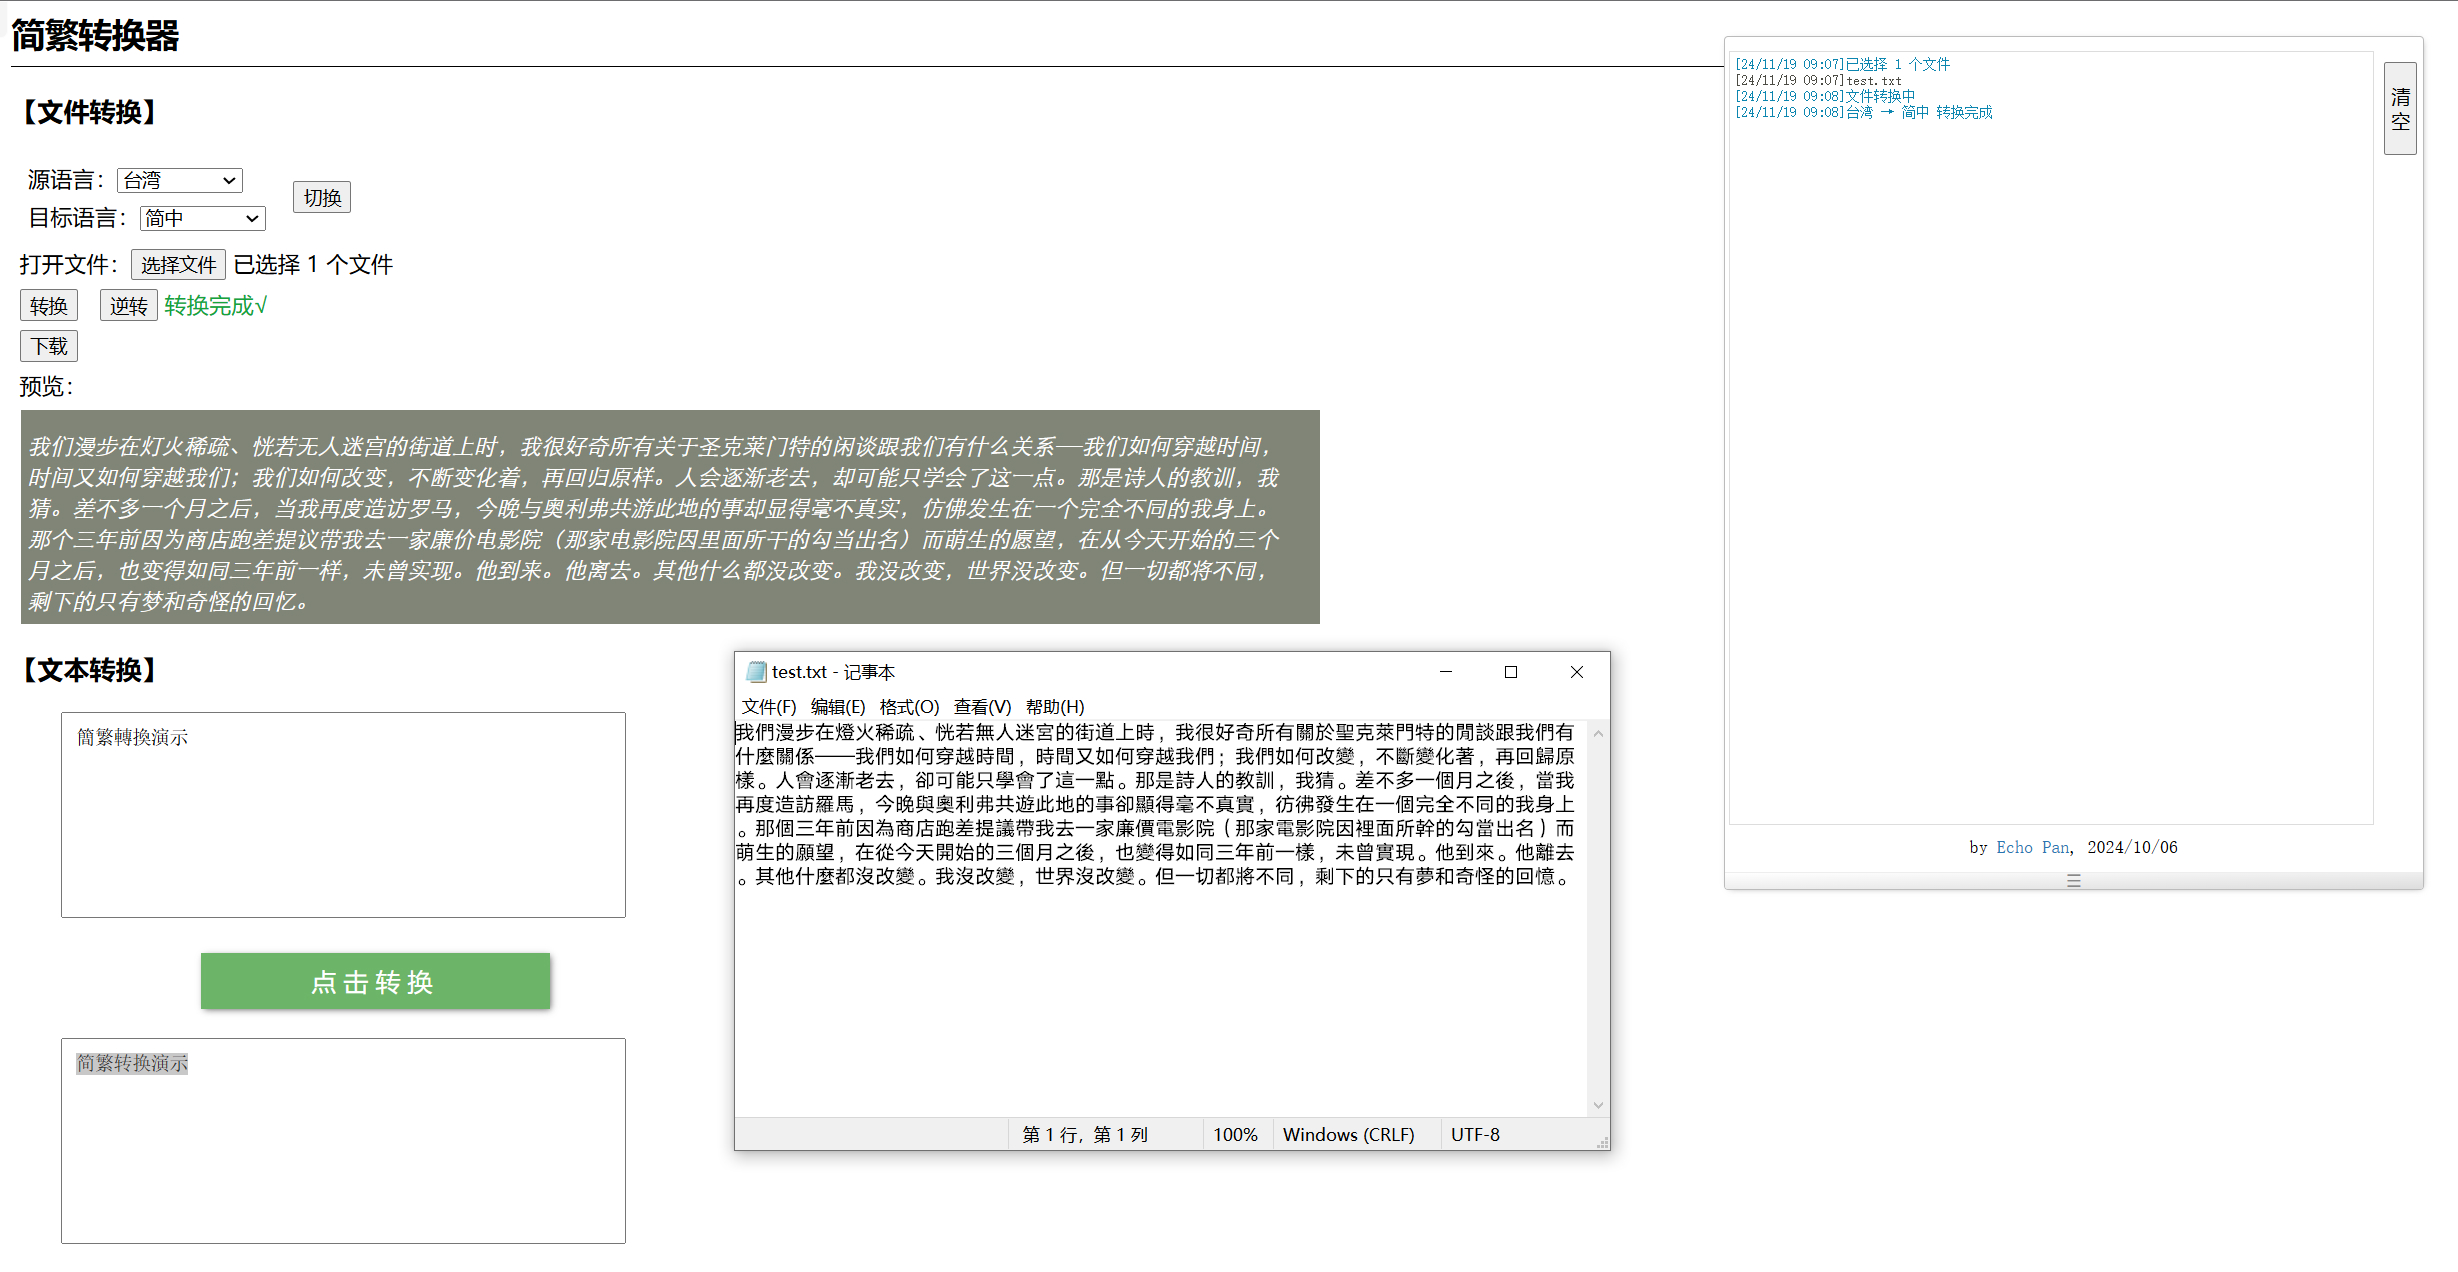 简繁转换器
【文件转换】
源语言： 台湾
目标语言： 简中
切换
打开文件： 选择文件 已选择 1 个文件
转换 逆转 转换完成√
下载
预览：
我们漫步在灯火稀疏、恍若无人迷宫的街道上时，我很好奇所有关于圣克莱门特的闲谈跟我们有什么关系——我们如何穿越时间，
时间又如何穿越我们；我们如何改变，不断变化着，再回归原样。人会逐渐老去，却可能只学会了这一点。那是诗人的教训，我
猜。差不多一个月之后，当我再度造访罗马，今晚与奥利弗共游此地的事却显得毫不真实，仿佛发生在一个完全不同的我身上。
那个三年前因为商店跑差提议带我去一家廉价电影院（那家电影院因里面所干的勾当出名）而萌生的愿望，在从今天开始的三个
月之后，也变得如同三年前一样，未曾实现。他到来。他离去。其他什么都没改变。我没改变，世界没改变。但一切都将不同，
剩下的只有梦和奇怪的回忆。
【文本转换】
簡繁轉換演示
点击转换
简繁转换演示
test.txt - 记事本
文件(F) 编辑(E) 格式(O) 查看(V) 帮助(H)
我們漫步在燈火稀疏、恍若無人迷宮的街道上時，我很好奇所有關於聖克萊門特的閒談跟我們有
什麼關係——我們如何穿越時間，時間又如何穿越我們；我們如何改變，不斷變化著，再回歸原
樣。人會逐漸老去，卻可能只學會了這一點。那是詩人的教訓，我猜。差不多一個月之後，當我
再度造訪羅馬，今晚與奧利弗共遊此地的事卻顯得毫不真實，彷彿發生在一個完全不同的我身上
。那個三年前因為商店跑差提議帶我去一家廉價電影院（那家電影院因裡面所幹的勾當出名）而
萌生的願望，在從今天開始的三個月之後，也變得如同三年前一樣，未曾實現。他到來。他離去
。其他什麼都沒改變。我沒改變，世界沒改變。但一切都將不同，剩下的只有夢和奇怪的回憶。
第 1 行，第 1 列 100% Windows (CRLF) UTF-8
[24/11/19 09:07]已选择 1 个文件
[24/11/19 09:07]test.txt
[24/11/19 09:08]文件转换中
[24/11/19 09:08]台湾 → 简中 转换完成
清
空
by Echo Pan, 2024/10/06